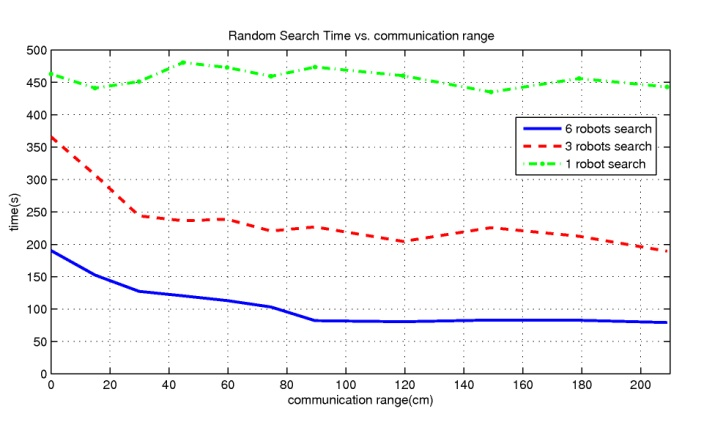 Random Search Time vs. communication range
500
450
400
350
300
250
200
150
100
50
0
time(s)
6 robots search
3 robots search
1 robot search
0 20 40 60 80 100 120 140 160 180 200
communication range(cm)